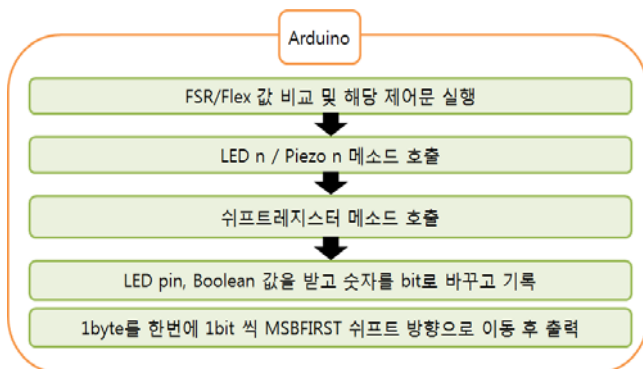 Arduino
FSR/Flex 값 비교 및 해당 제어문 실행
LED n / Piezo n 메소드 호출
쉬프트레지스터 메소드 호출
LED pin, Boolean 값을 받고 숫자를 bit로 바꾸고 기록
1byte를 한번에 1bit 씩 MSBFIRST 쉬프트 방향으로 이동 후 출력